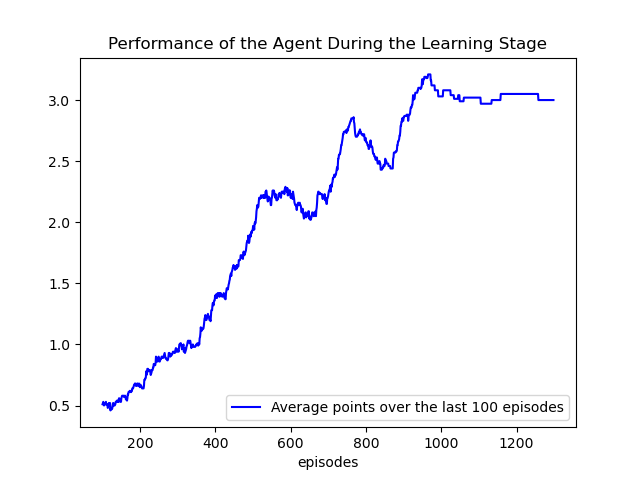 Performance of the Agent During the Learning Stage
3.0
2.5
2.0
1.5
1.0
0.5
Average points over the last 100 episodes
200 400 600 800 1000 1200
episodes